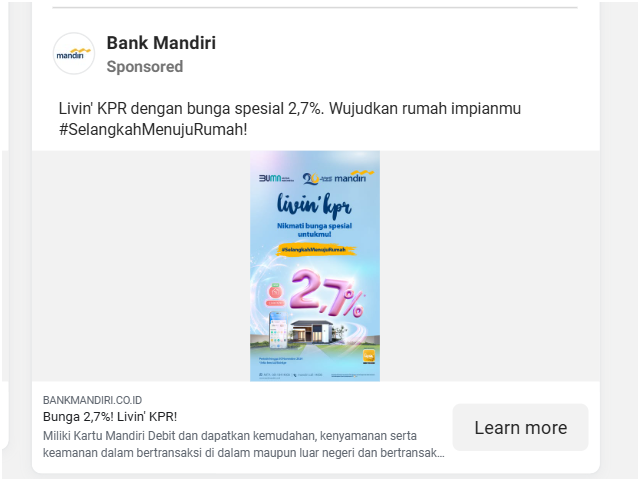 Bank Mandiri
Sponsored
mandiri
Livin' KPR dengan bunga spesial 2,7%. Wujudkan rumah impianmu
#SelangkahMenujuRumah!
BUMN mandiri
livin' kpr
Nikmati bunga spesial
untukmu!
#SelangkahMenujuRumah
2,7%
BANKMANDIRI.CO.ID
Bunga 2,7%! Livin' KPR!
Miliki Kartu Mandiri Debit dan dapatkan kemudahan, kenyamanan serta
keamanan dalam bertransaksi di dalam maupun luar negeri dan bertransak…
Learn more